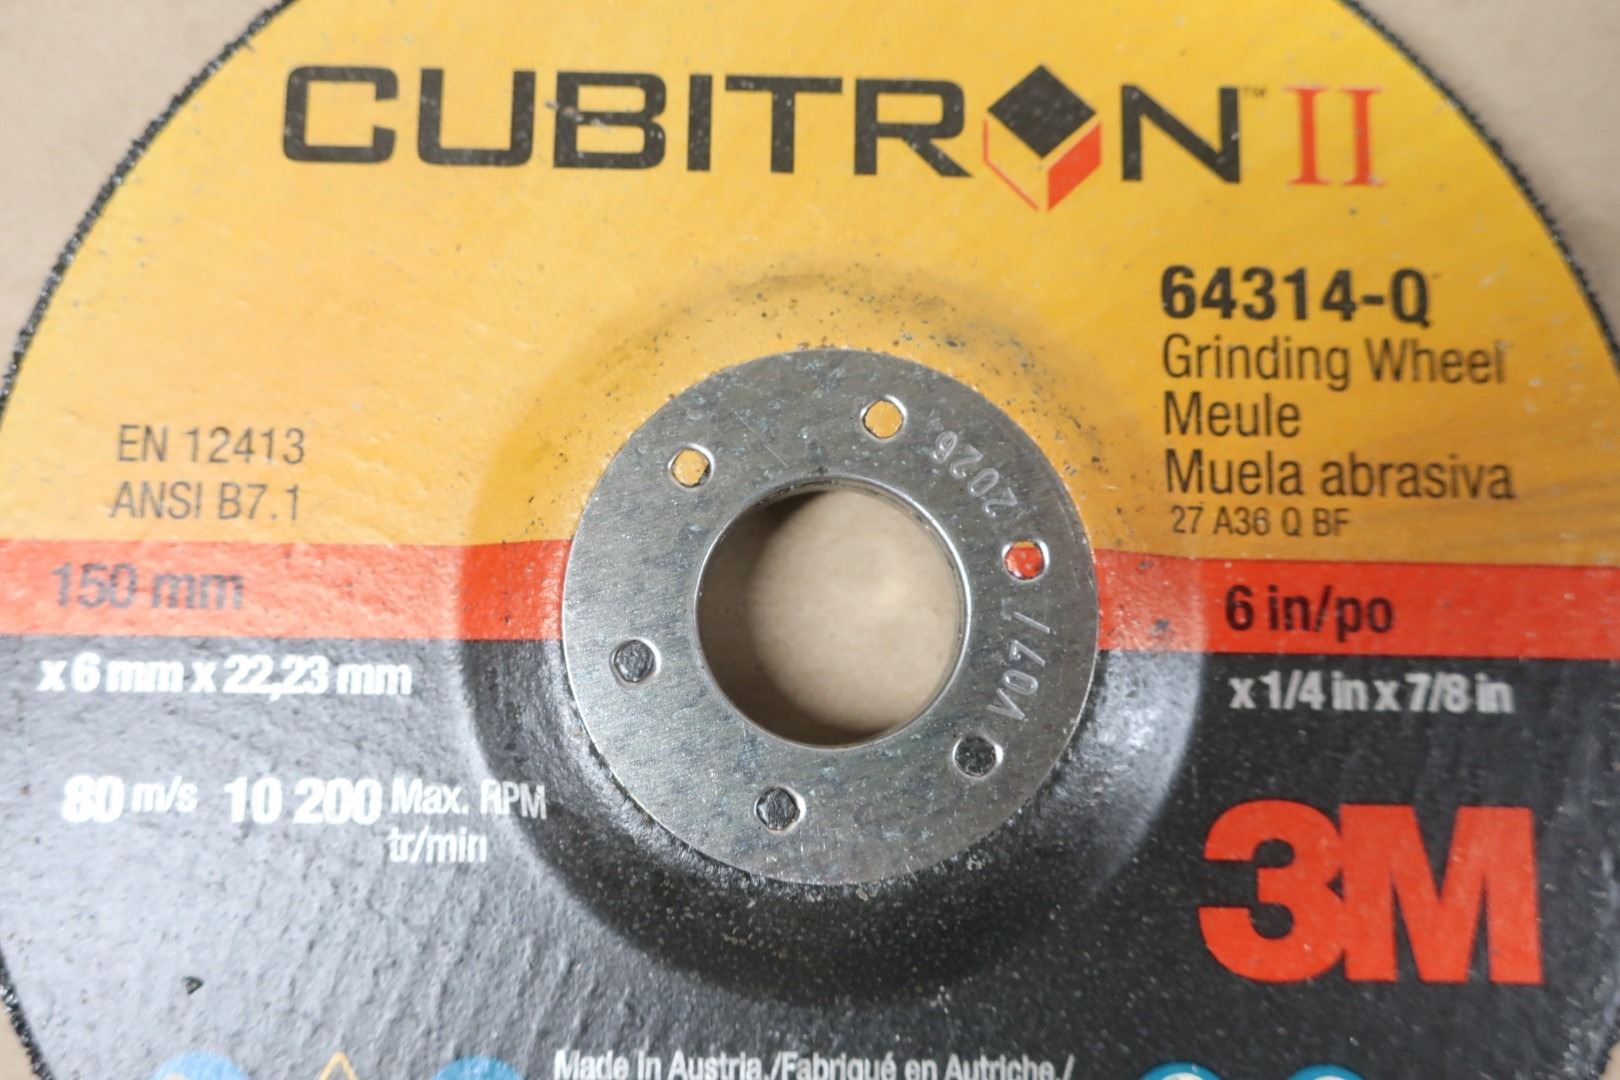 CUBITRON™ II
64314-Q
Grinding Wheel
Meule
Muela abrasiva
27 A36 Q BF
EN 12413
ANSI B7.1
150 mm
x 6 mm x 22,23 mm
6 in/po
x 1/4 in x 7/8 in
80 m/s 10 200 Max. RPM
tr/min
V07 / 12026
3M
Made in Austria./Fabriqué en Autriche./